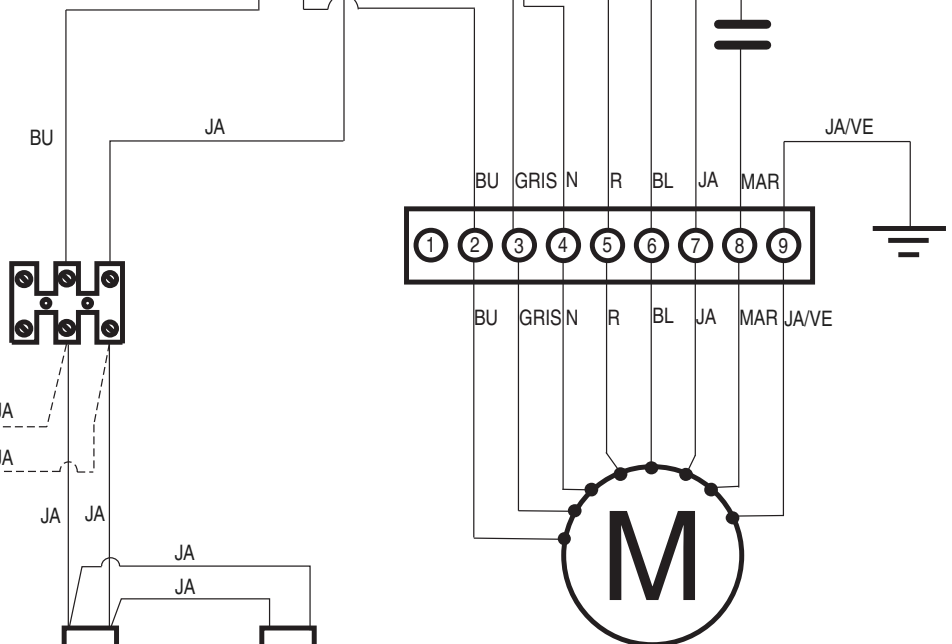 BU
JA
JA/VE
BU GRIS N R BL JA MAR
1 2 3 4 5 6 7 8 9
BU GRIS N R BL JA MAR JA/VE
JA
JA
JA JA
JA
JA
M